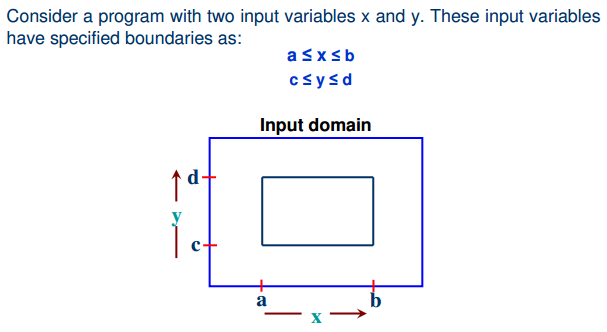 Consider a program with two input variables x and y. These input variables
have specified boundaries as:
a ≤ x ≤ b
c ≤ y ≤ d
Input domain
d
y
c
a
b
x